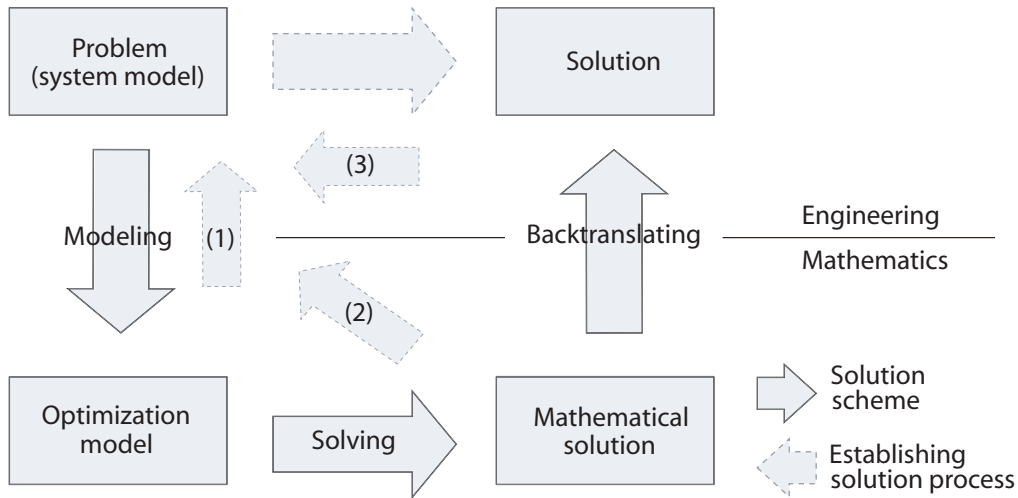 Problem
(system model)
Solution
(3)
Modeling
(1)
Backtranslating
Engineering
Mathematics
(2)
Optimization
model
Solving
Mathematical
solution
Solution
scheme
Establishing
solution process